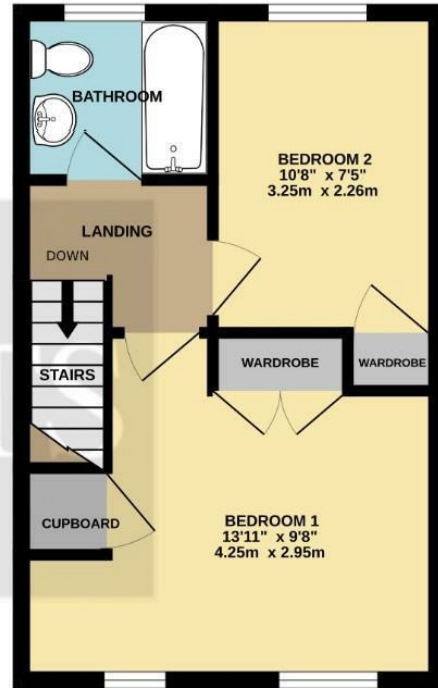 BATHROOM
BEDROOM 2
10'8" x 7'5"
3.25m x 2.26m
LANDING
DOWN
STAIRS
WARDROBE
WARDROBE
CUPBOARD
BEDROOM 1
13'11" x 9'8"
4.25m x 2.95m